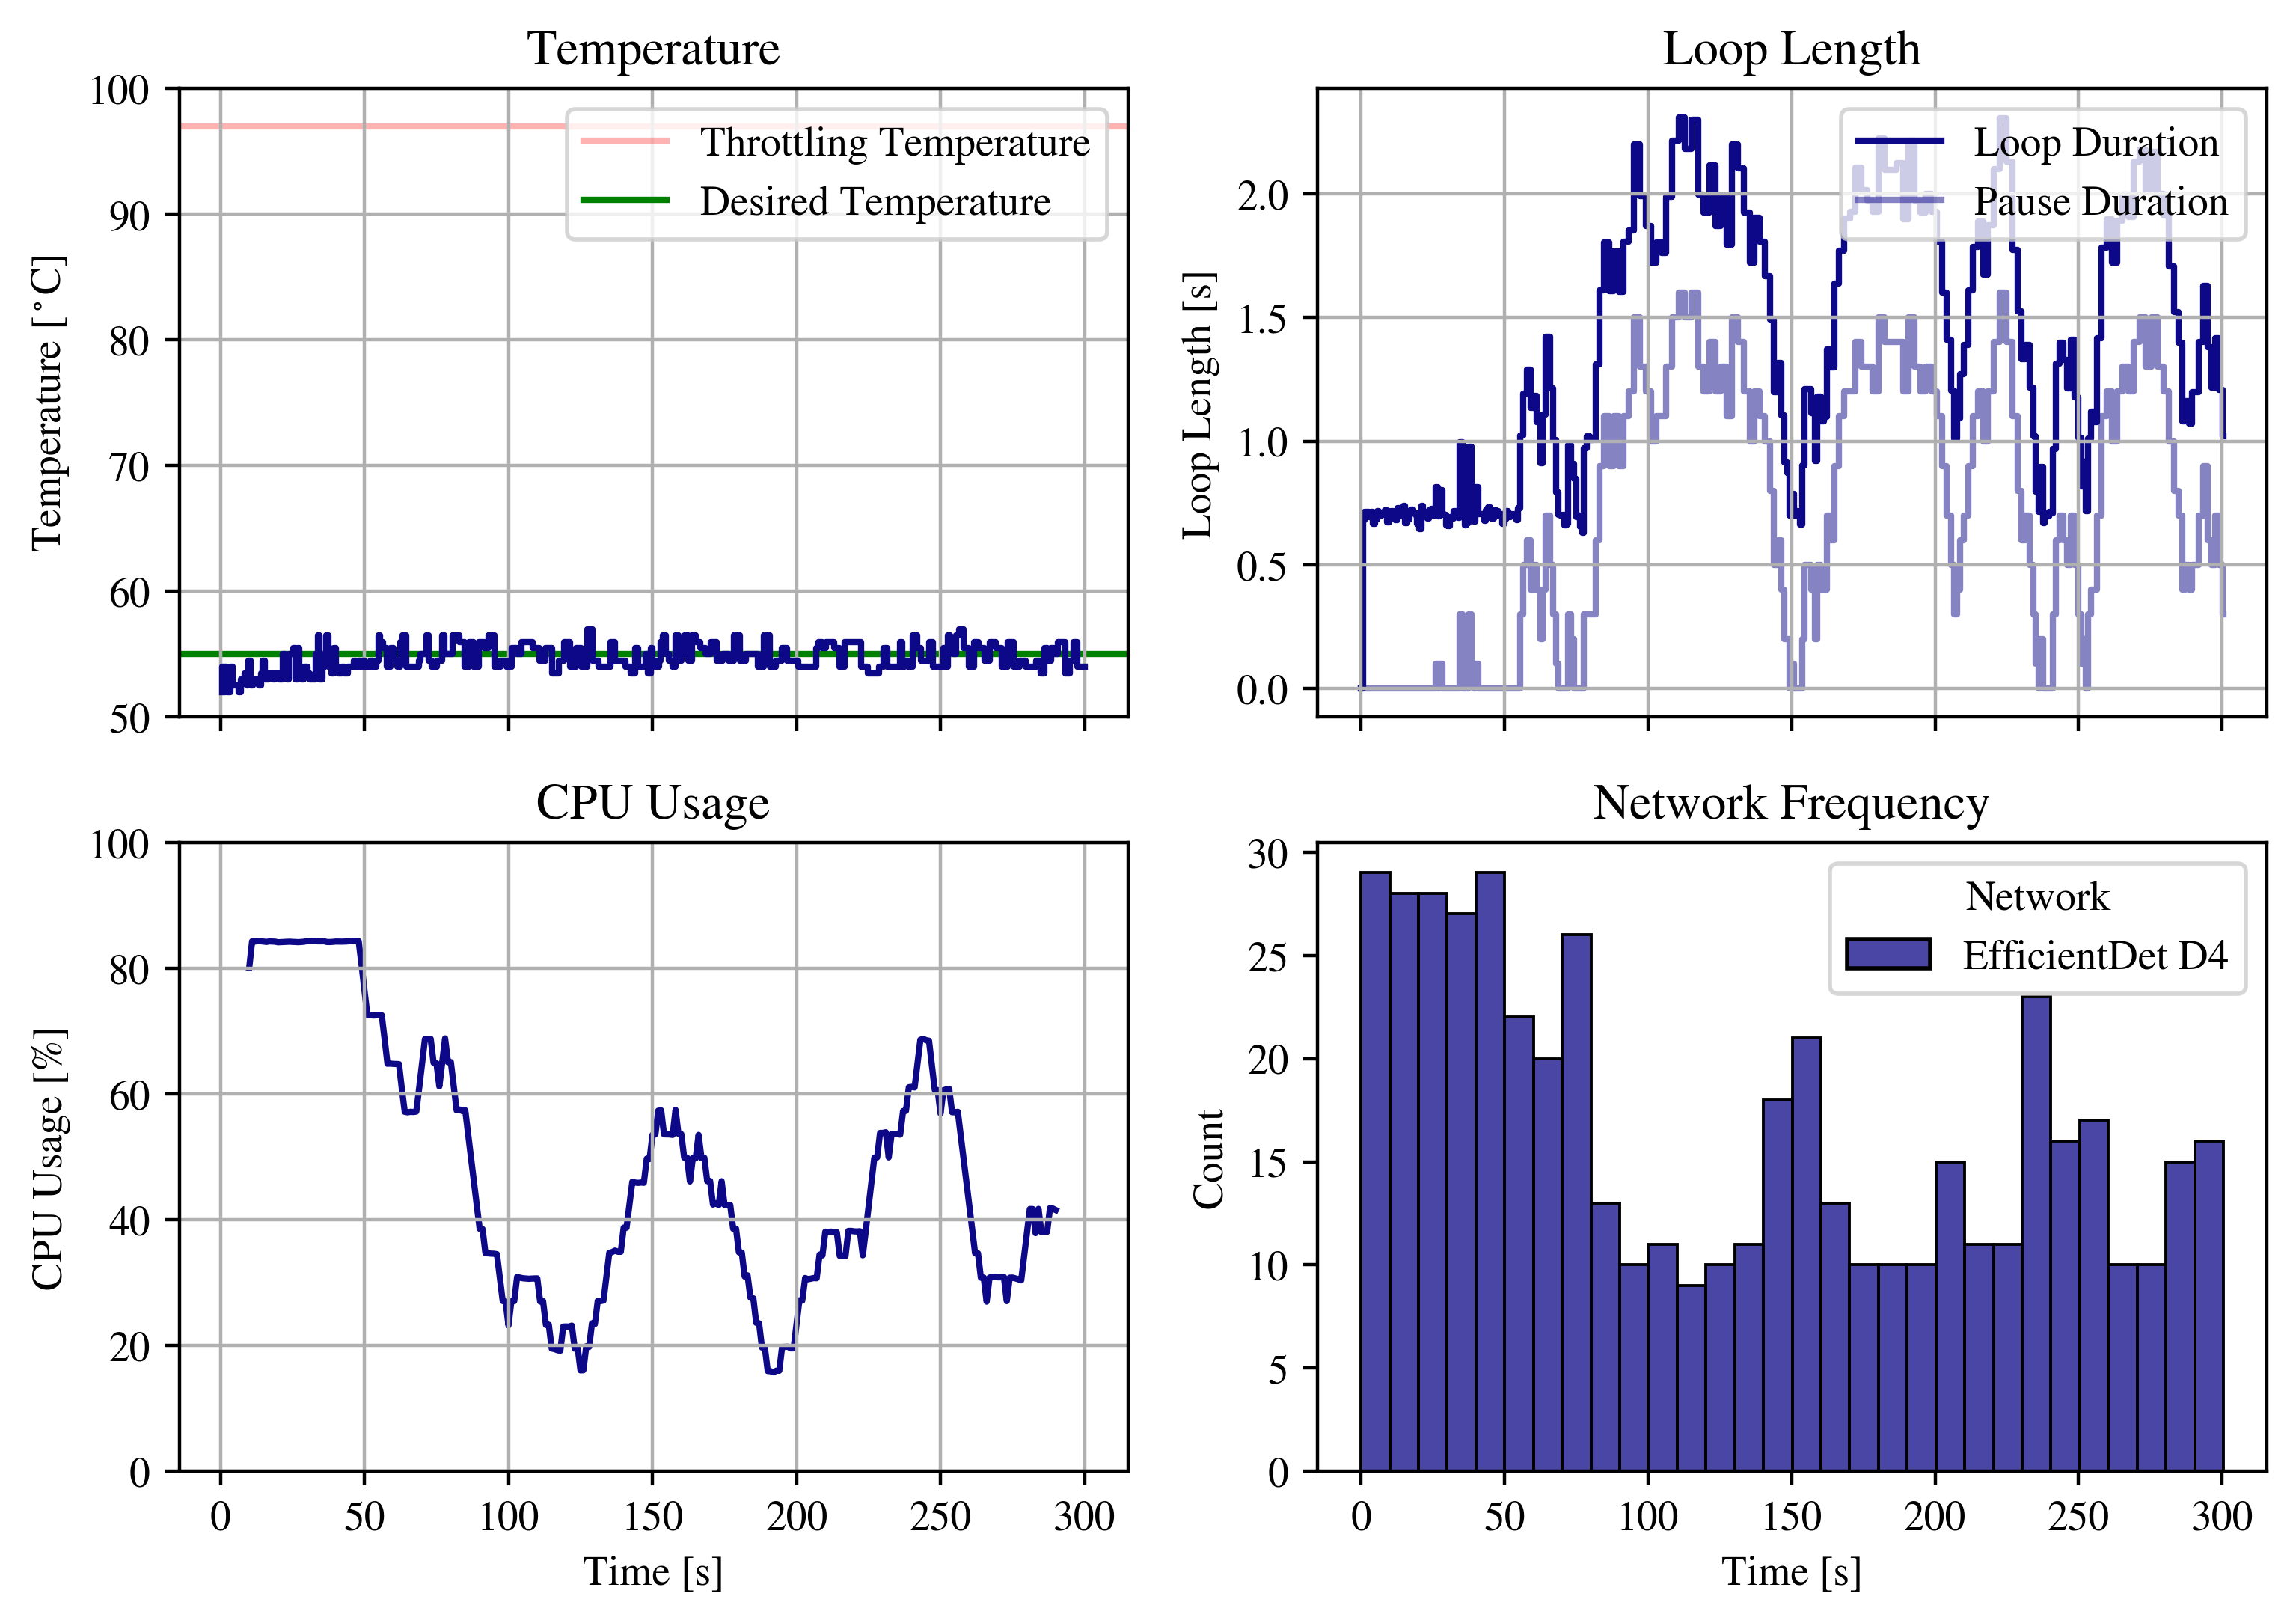 Temperature
100
90
80
70
60
50
Temperature [°C]
Throttling Temperature
Desired Temperature
Loop Length
2.0
1.5
1.0
0.5
0.0
Loop Length [s]
Loop Duration
Pause Duration
CPU Usage
100
80
60
40
20
0
CPU Usage [%]
0 50 100 150 200 250 300
Time [s]
Network Frequency
30
25
20
15
10
5
0
Count
Network
EfficientDet D4
0 50 100 150 200 250 300
Time [s]